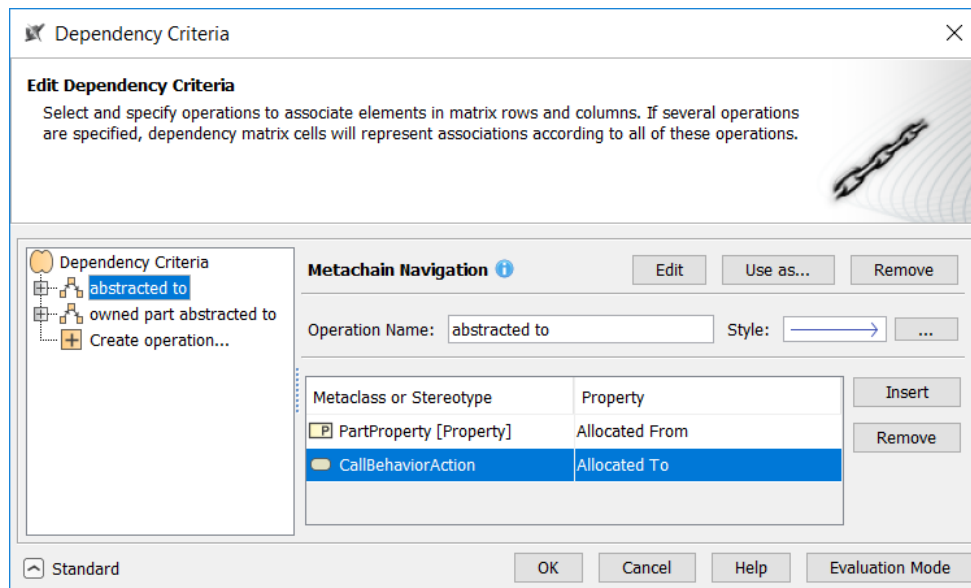 Dependency Criteria
Edit Dependency Criteria
Select and specify operations to associate elements in matrix rows and columns. If several operations
are specified, dependency matrix cells will represent associations according to all of these operations.
Dependency Criteria
abstracted to
owned part abstracted to
Create operation...
Metachain Navigation
Edit
Use as...
Remove
Operation Name:
abstracted to
Style:
...
Metaclass or Stereotype
Property
P PartProperty [Property]
Allocated From
CallBehaviorAction
Allocated To
Insert
Remove
Standard
OK
Cancel
Help
Evaluation Mode